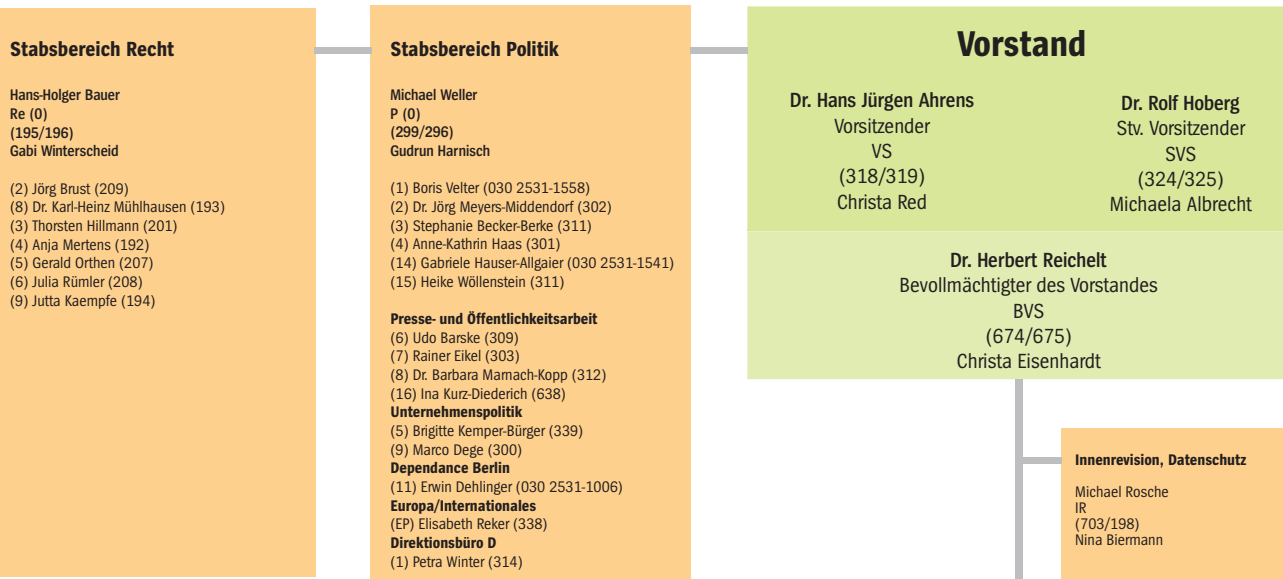 Stabsbereich Recht
Hans-Holger Bauer
Re (0)
(195/196)
Gabi Winterscheid
(2) Jörg Brust (209)
(8) Dr. Karl-Heinz Mühlhausen (193)
(3) Thorsten Hillmann (201)
(4) Anja Mertens (192)
(5) Gerald Orthen (207)
(6) Julia Rümler (208)
(9) Jutta Kaempfe (194)
Stabsbereich Politik
Michael Weller
P (0)
(299/296)
Gudrun Harnisch
(1) Boris Velter (030 2531-1558)
(2) Dr. Jörg Meyers-Middendorf (302)
(3) Stephanie Becker-Berke (311)
(4) Anne-Kathrin Haas (301)
(14) Gabriele Hauser-Allgaier (030 2531-1541)
(15) Heike Wöllenstein (311)
Presse- und Öffentlichkeitsarbeit
(6) Udo Barske (309)
(7) Rainer Eikel (303)
(8) Dr. Barbara Marnach-Kopp (312)
(16) Ina Kurz-Diederich (638)
Unternehmenspolitik
(5) Brigitte Kemper-Bürger (339)
(9) Marco Dege (300)
Dependance Berlin
(11) Erwin Dehlinger (030 2531-1006)
Europa/Internationales
(EP) Elisabeth Reker (338)
Direktionsbüro D
(1) Petra Winter (314)
Vorstand
Dr. Hans Jürgen Ahrens
Vorsitzender
VS
(318/319)
Christa Red
Dr. Rolf Hoberg
Stv. Vorsitzender
SVS
(324/325)
Michaela Albrecht
Dr. Herbert Reichelt
Bevollmächtigter des Vorstandes
BVS
(674/675)
Christa Eisenhardt
Innenrevision, Datenschutz
Michael Rosche
IR
(703/198)
Nina Biermann